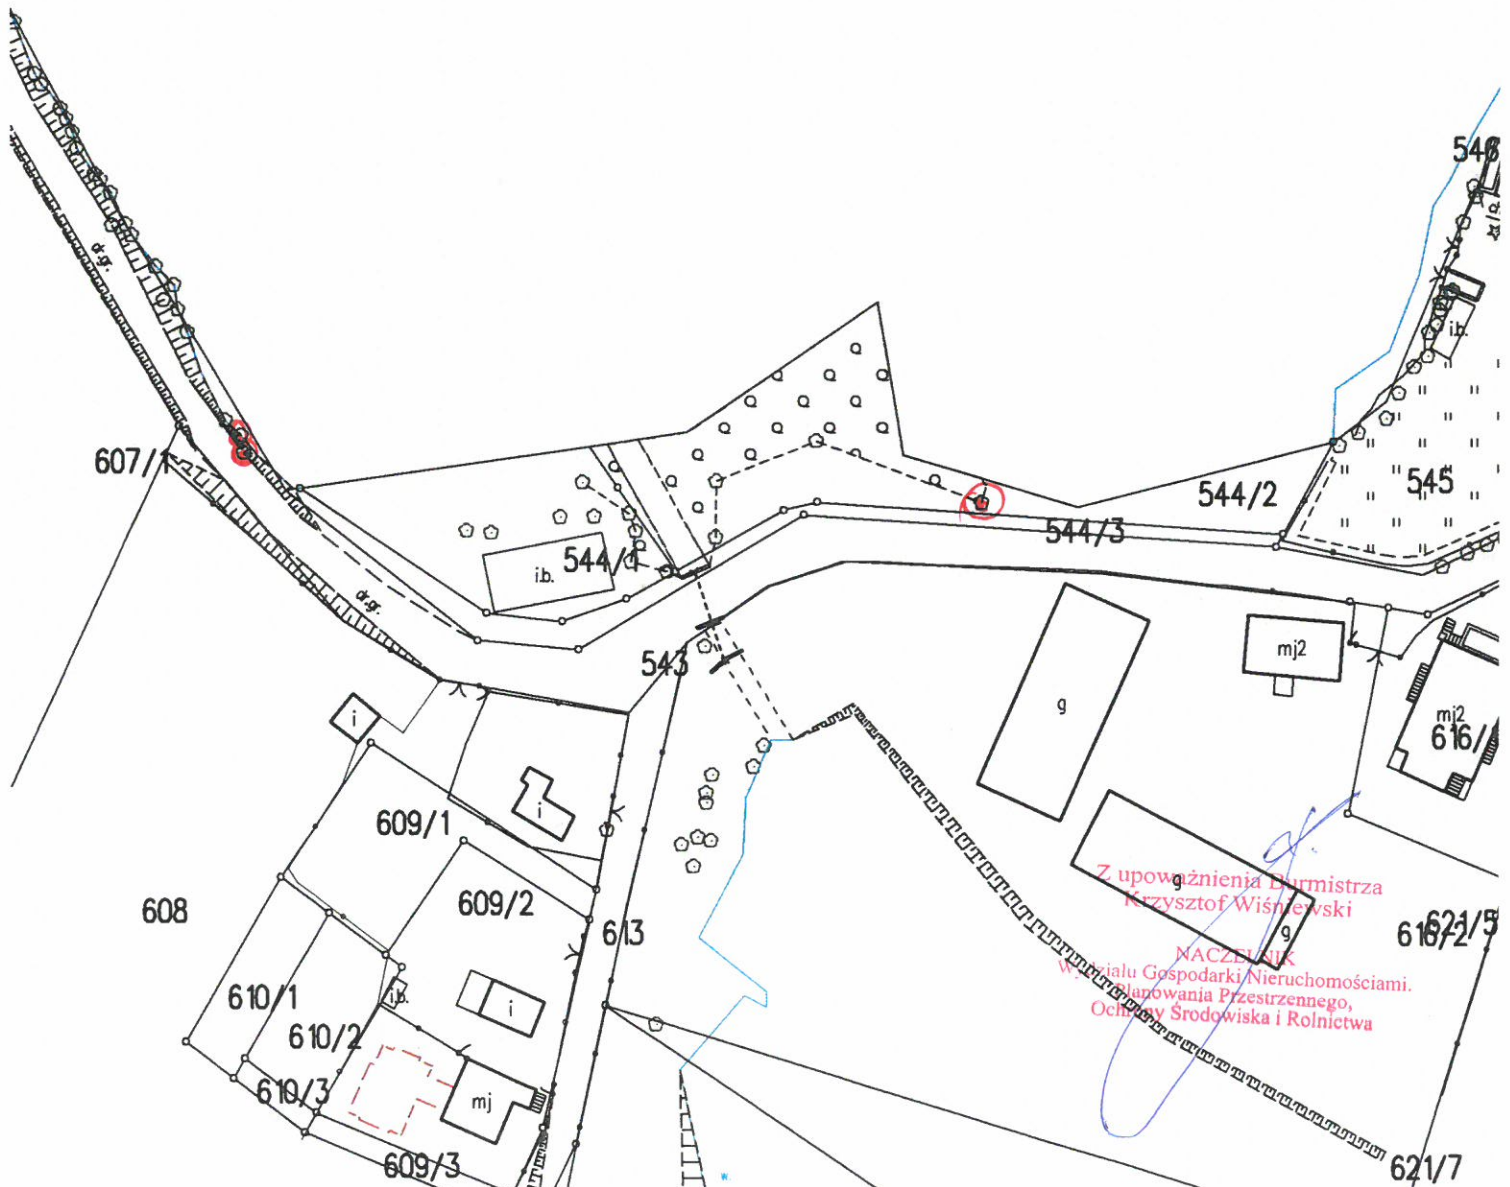 546
dr.gr.
i.b.
607/1
545
544/2
544/3
i.b.
544/1
dr.gr.
543
mj2
g
mj2
616/
i
i
609/1
609/2
608
613
g
g
Z upoważnienia Burmistrza
Krzysztof Wiśniewski
616/2
621/5
NACZELNIK
Wydziału Gospodarki Nieruchomościami.
Planowania Przestrzennego,
Ochrony Środowiska i Rolnictwa
610/1
i.b.
i
610/2
610/3
mj
609/3
621/7
w.